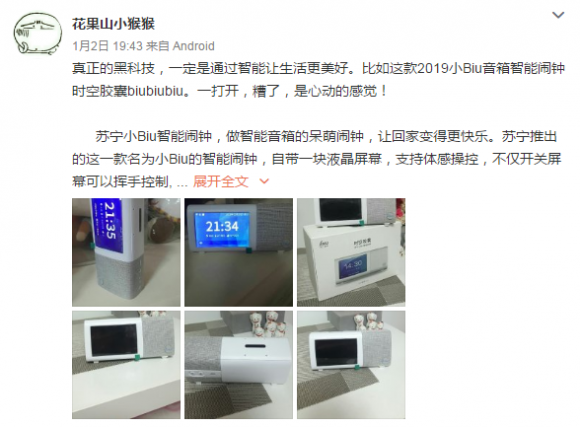 花果山小猴猴
1月2日 19:43 来自 Android
真正的黑科技，一定是通过智能让生活更美好。比如这款2019小Biu音箱智能闹钟
时空胶囊biubiubiu。一打开，糟了，是心动的感觉！
苏宁小Biu智能闹钟，做智能音箱的呆萌闹钟，让回家变得更快乐。苏宁推出
的这一款名为小Biu的智能闹钟，自带一块液晶屏幕，支持体感操控，不仅开关屏
幕可以挥手控制, ... 展开全文
21:35
21:34